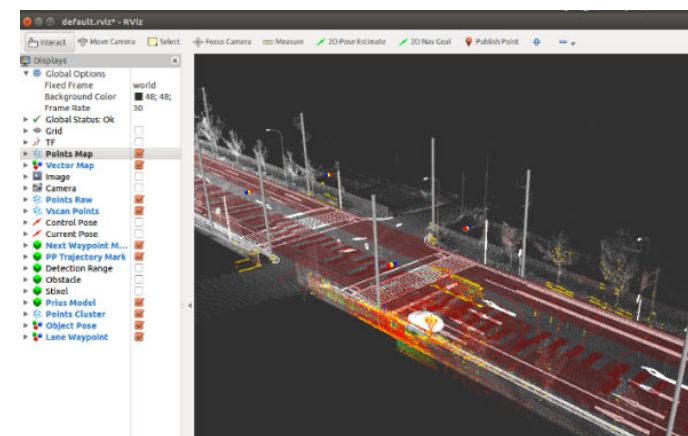 default.rviz* - RViz
Interact Move Camera Select Focus Camera Measure 2D Pose Estimate 2D Nav Goal Publish Point
Displays
Global Options
Fixed Frame world
Background Color 48; 48;
Frame Rate 30
Global Status: Ok
Grid
TF
Points Map
Vector Map
Image
Camera
Points Raw
Vscan Points
Control Pose
Current Pose
Next Waypoint M...
PP Trajectory Mark
Detection Range
Obstacle
Stixel
Prius Model
Points Cluster
Object Pose
Lane Waypoint